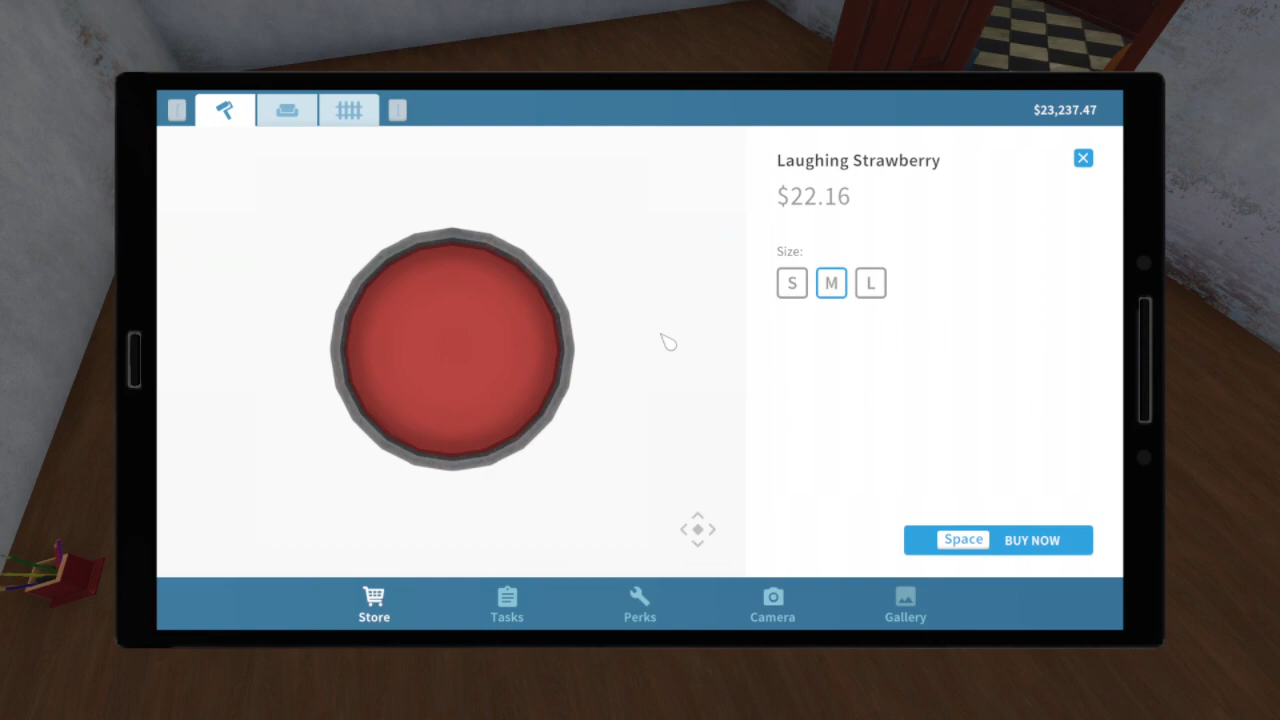 $23,237.47
Laughing Strawberry
$22.16
Size:
S M L
Space BUY NOW
Store Tasks Perks Camera Gallery